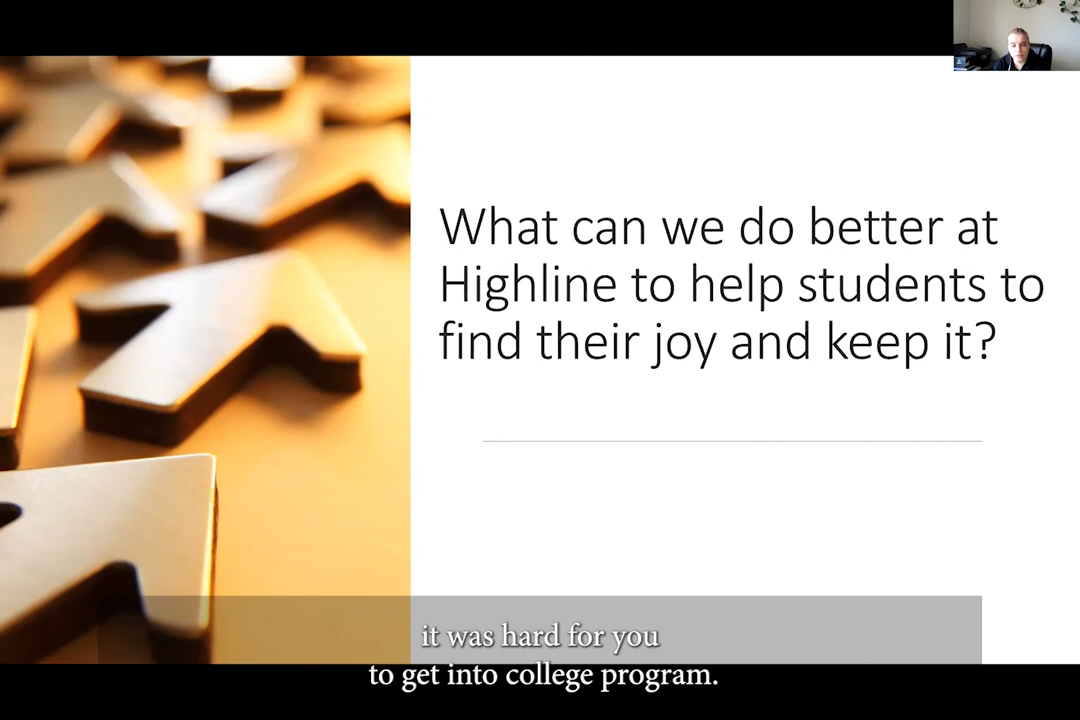 What can we do better at
Highline to help students to
find their joy and keep it?
it was hard for you
to get into college program.